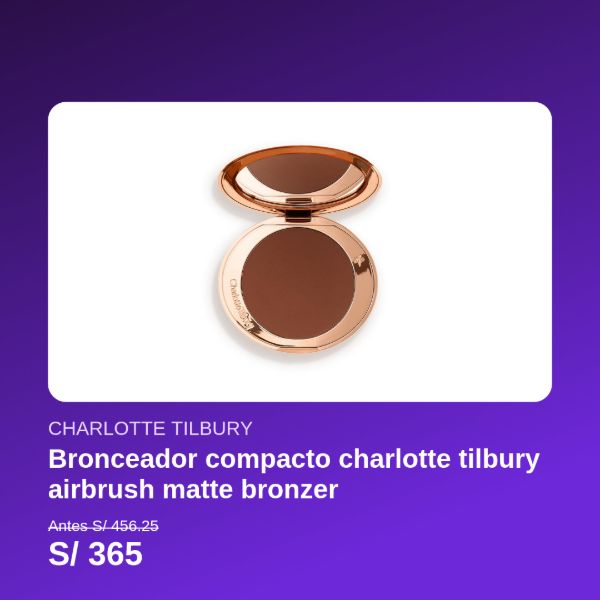 CHARLOTTE TILBURY
Bronceador compacto charlotte tilbury
airbrush matte bronzer
Antes S/ 456.25
S/ 365